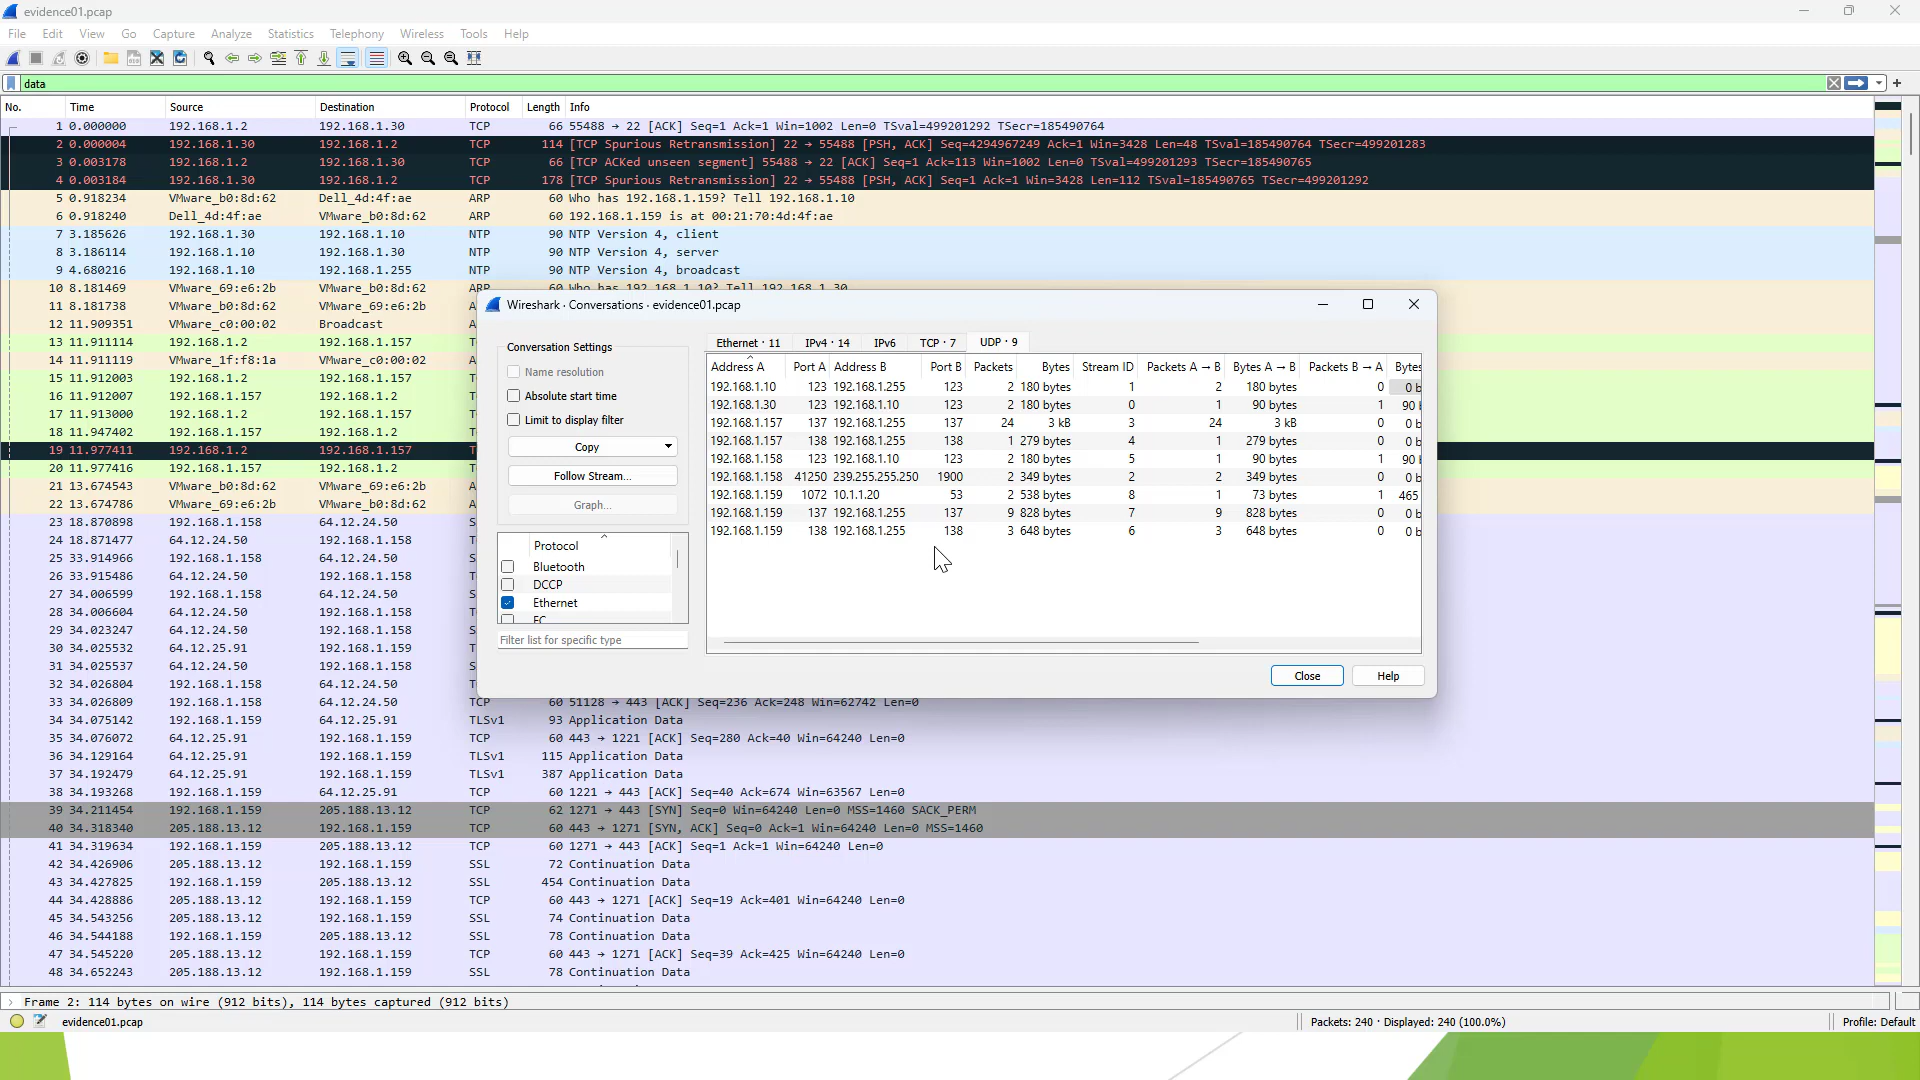 evidence01.pcap
File Edit View Go Capture Analyze Statistics Telephony Wireless Tools Help
data
No. Time Source Destination Protocol Length Info
1 0.000000 192.168.1.2 192.168.1.30 TCP 66 55488 → 22 [ACK] Seq=1 Ack=1 Win=1002 Len=0 TSval=499201292 TSecr=185490764
2 0.000004 192.168.1.30 192.168.1.2 TCP 114 [TCP Spurious Retransmission] 22 → 55488 [PSH, ACK] Seq=4294967249 Ack=1 Win=3428 Len=48 TSval=185490764 TSecr=499201283
3 0.003178 192.168.1.2 192.168.1.30 TCP 66 [TCP ACKed unseen segment] 55488 → 22 [ACK] Seq=1 Ack=113 Win=1002 Len=0 TSval=499201293 TSecr=185490765
4 0.003184 192.168.1.30 192.168.1.2 TCP 178 [TCP Spurious Retransmission] 22 → 55488 [PSH, ACK] Seq=1 Ack=1 Win=3428 Len=112 TSval=185490765 TSecr=499201292
5 0.918234 VMware_b0:8d:62 Dell_4d:4f:ae ARP 60 Who has 192.168.1.159? Tell 192.168.1.10
6 0.918240 Dell_4d:4f:ae VMware_b0:8d:62 ARP 60 192.168.1.159 is at 00:21:70:4d:4f:ae
7 3.185626 192.168.1.30 192.168.1.10 NTP 90 NTP Version 4, client
8 3.186114 192.168.1.10 192.168.1.30 NTP 90 NTP Version 4, server
9 4.680216 192.168.1.10 192.168.1.255 NTP 90 NTP Version 4, broadcast
10 8.181469 VMware_69:e6:2b VMware_b0:8d:62 ARP 60 Who has 192.168.1.10? Tell 192.168.1.30
11 8.181738 VMware_b0:8d:62 VMware_69:e6:2b A
12 11.909351 VMware_c0:00:02 Broadcast A
13 11.911114 192.168.1.2 192.168.1.157 T
14 11.911119 VMware_1f:f8:1a VMware_c0:00:02 A
15 11.912003 192.168.1.2 192.168.1.157 T
16 11.912007 192.168.1.157 192.168.1.2 T
17 11.913000 192.168.1.2 192.168.1.157 T
18 11.947402 192.168.1.157 192.168.1.2 T
19 11.977411 192.168.1.2 192.168.1.157 T
20 11.977416 192.168.1.157 192.168.1.2 T
21 13.674543 VMware_b0:8d:62 VMware_69:e6:2b A
22 13.674786 VMware_69:e6:2b VMware_b0:8d:62 A
23 18.870898 192.168.1.158 64.12.24.50 S
24 18.871477 64.12.24.50 192.168.1.158 T
25 33.914966 192.168.1.158 64.12.24.50 S
26 33.915486 64.12.24.50 192.168.1.158 T
27 34.006599 192.168.1.158 64.12.24.50 S
28 34.006604 64.12.24.50 192.168.1.158 T
29 34.023247 64.12.24.50 192.168.1.158 S
30 34.025532 64.12.25.91 192.168.1.159 T
31 34.025537 64.12.24.50 192.168.1.158 S
32 34.026804 192.168.1.158 64.12.24.50 T
33 34.026809 192.168.1.158 64.12.24.50 TCP 60 51128 → 443 [ACK] Seq=236 Ack=248 Win=62742 Len=0
34 34.075142 192.168.1.159 64.12.25.91 TLSv1 93 Application Data
35 34.076072 64.12.25.91 192.168.1.159 TCP 60 443 → 1221 [ACK] Seq=280 Ack=40 Win=64240 Len=0
36 34.129164 64.12.25.91 192.168.1.159 TLSv1 115 Application Data
37 34.192479 64.12.25.91 192.168.1.159 TLSv1 387 Application Data
38 34.193268 192.168.1.159 64.12.25.91 TCP 60 1221 → 443 [ACK] Seq=40 Ack=674 Win=63567 Len=0
39 34.211454 192.168.1.159 205.188.13.12 TCP 62 1271 → 443 [SYN] Seq=0 Win=64240 Len=0 MSS=1460 SACK_PERM
40 34.318340 205.188.13.12 192.168.1.159 TCP 60 443 → 1271 [SYN, ACK] Seq=0 Ack=1 Win=64240 Len=0 MSS=1460
41 34.319634 192.168.1.159 205.188.13.12 TCP 60 1271 → 443 [ACK] Seq=1 Ack=1 Win=64240 Len=0
42 34.426906 205.188.13.12 192.168.1.159 SSL 72 Continuation Data
43 34.427825 192.168.1.159 205.188.13.12 SSL 454 Continuation Data
44 34.428886 205.188.13.12 192.168.1.159 TCP 60 443 → 1271 [ACK] Seq=19 Ack=401 Win=64240 Len=0
45 34.543256 205.188.13.12 192.168.1.159 SSL 74 Continuation Data
46 34.544188 192.168.1.159 205.188.13.12 SSL 78 Continuation Data
47 34.545220 205.188.13.12 192.168.1.159 TCP 60 443 → 1271 [ACK] Seq=39 Ack=425 Win=64240 Len=0
48 34.652243 205.188.13.12 192.168.1.159 SSL 78 Continuation Data
Wireshark · Conversations · evidence01.pcap
Conversation Settings
Name resolution
Absolute start time
Limit to display filter
Copy
Follow Stream...
Graph...
Protocol
Bluetooth
DCCP
Ethernet
FC
Filter list for specific type
Ethernet · 11 IPv4 · 14 IPv6 TCP · 7 UDP · 9
Address A Port A Address B Port B Packets Bytes Stream ID Packets A → B Bytes A → B Packets B → A Bytes
192.168.1.10 123 192.168.1.255 123 2 180 bytes 1 2 180 bytes 0 0 b
192.168.1.30 123 192.168.1.10 123 2 180 bytes 0 1 90 bytes 1 90 b
192.168.1.157 137 192.168.1.255 137 24 3 kB 3 24 3 kB 0 0 b
192.168.1.157 138 192.168.1.255 138 1 279 bytes 4 1 279 bytes 0 0 b
192.168.1.158 123 192.168.1.10 123 2 180 bytes 5 1 90 bytes 1 90 b
192.168.1.158 41250 239.255.255.250 1900 2 349 bytes 2 2 349 bytes 0 0 b
192.168.1.159 1072 10.1.1.20 53 2 538 bytes 8 1 73 bytes 1 465
192.168.1.159 137 192.168.1.255 137 9 828 bytes 7 9 828 bytes 0 0 b
192.168.1.159 138 192.168.1.255 138 3 648 bytes 6 3 648 bytes 0 0 b
Close Help
Frame 2: 114 bytes on wire (912 bits), 114 bytes captured (912 bits)
evidence01.pcap Packets: 240 · Displayed: 240 (100.0%) Profile: Default